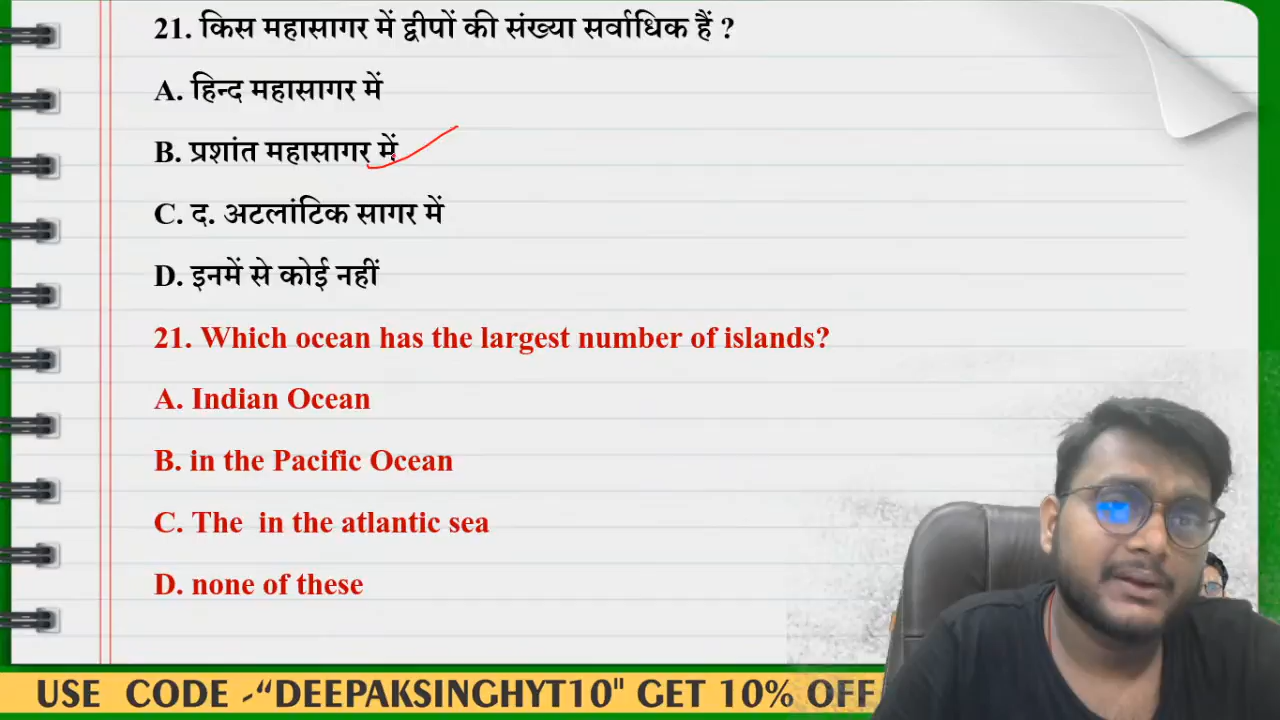 21. किस महासागर में द्वीपों की संख्या सर्वाधिक हैं ?
A. हिन्द महासागर में
B. प्रशांत महासागर में
C. द. अटलांटिक सागर में
D. इनमें से कोई नहीं
21. Which ocean has the largest number of islands?
A. Indian Ocean
B. in the Pacific Ocean
C. The  in the atlantic sea
D. none of these
USE CODE -“DEEPAKSINGHYT10" GET 10% OFF